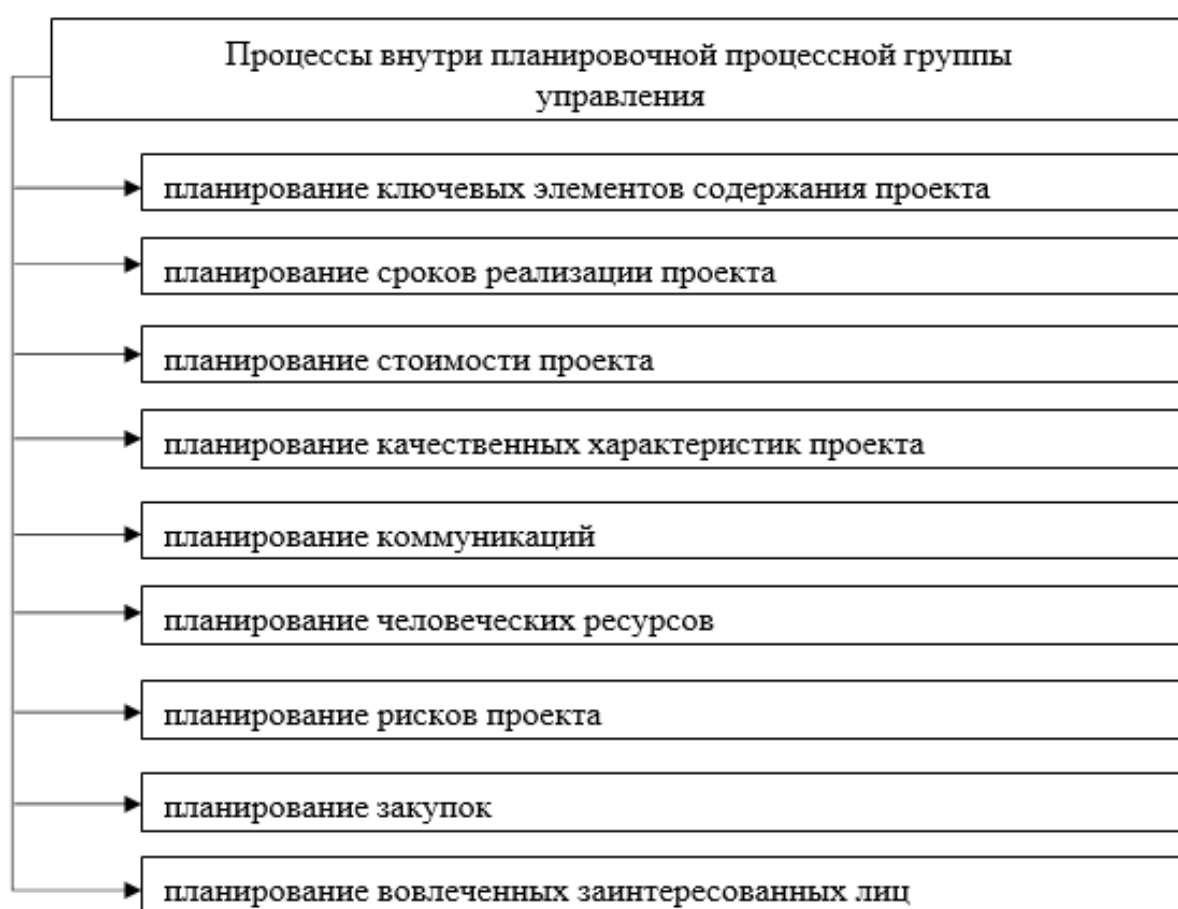 Процессы внутри планировочной процессной группы
управления
планирование ключевых элементов содержания проекта
планирование сроков реализации проекта
планирование стоимости проекта
планирование качественных характеристик проекта
планирование коммуникаций
планирование человеческих ресурсов
планирование рисков проекта
планирование закупок
планирование вовлеченных заинтересованных лиц